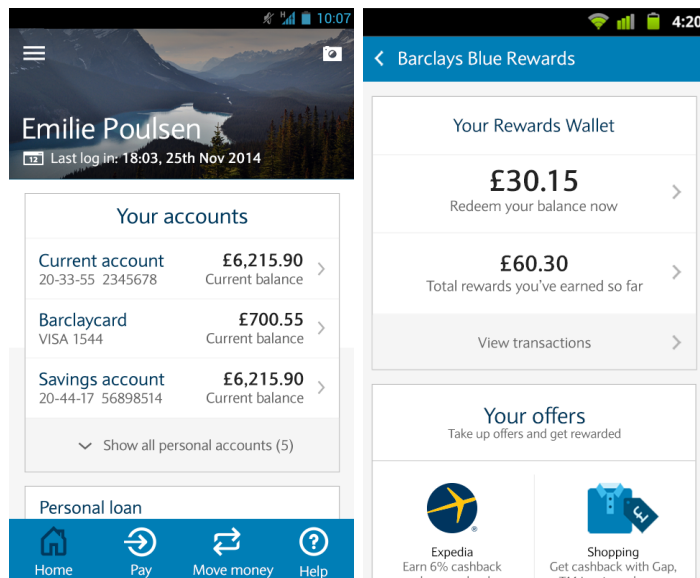 10:07
Emilie Poulsen
12 Last log in: 18:03, 25th Nov 2014
Your accounts
Current account £6,215.90
20-33-55 2345678 Current balance
Barclaycard £700.55
VISA 1544 Current balance
Savings account £6,215.90
20-44-17 56898514 Current balance
Show all personal accounts (5)
Personal loan
Home Pay Move money Help
4:20
Barclays Blue Rewards
Your Rewards Wallet
£30.15
Redeem your balance now
£60.30
Total rewards you've earned so far
View transactions
Your offers
Take up offers and get rewarded
Expedia
Earn 6% cashback
£
Shopping
Get cashback with Gap,